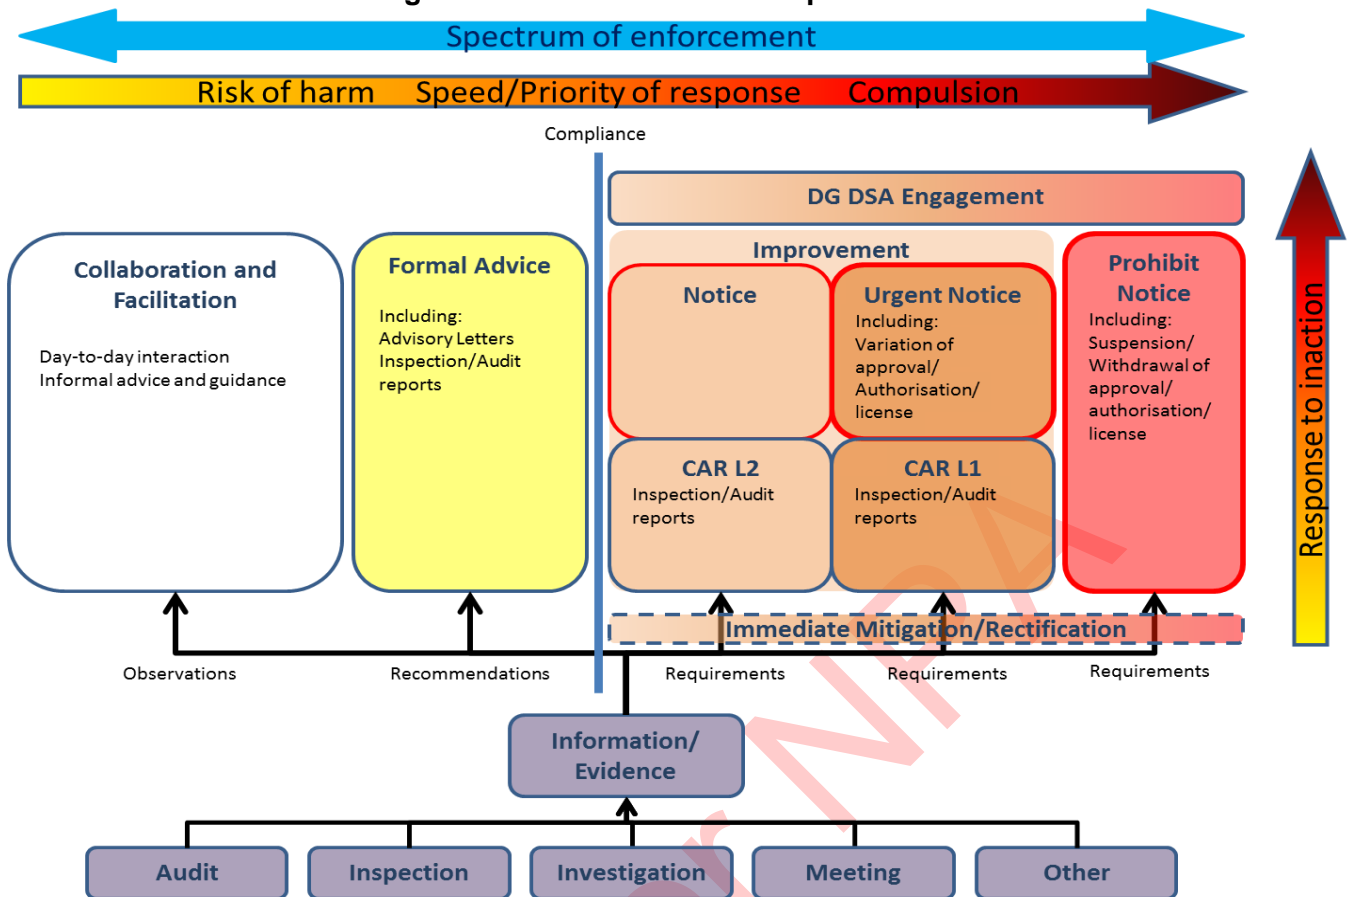 Spectrum of enforcement
Risk of harm Speed/Priority of response Compulsion
Compliance
DG DSA Engagement
Collaboration and
Facilitation
Day-to-day interaction
Informal advice and guidance
Formal Advice
Including:
Advisory Letters
Inspection/Audit
reports
Improvement
Notice
Urgent Notice
Including:
Variation of
approval/
Authorisation/
license
Prohibit
Notice
Including:
Suspension/
Withdrawal of
approval/
authorisation/
license
CAR L2
Inspection/Audit
reports
CAR L1
Inspection/Audit
reports
Response to inaction
Immediate Mitigation/Rectification
Observations
Recommendations
Requirements
Requirements
Requirements
Information/
Evidence
Audit
Inspection
Investigation
Meeting
Other
NPA